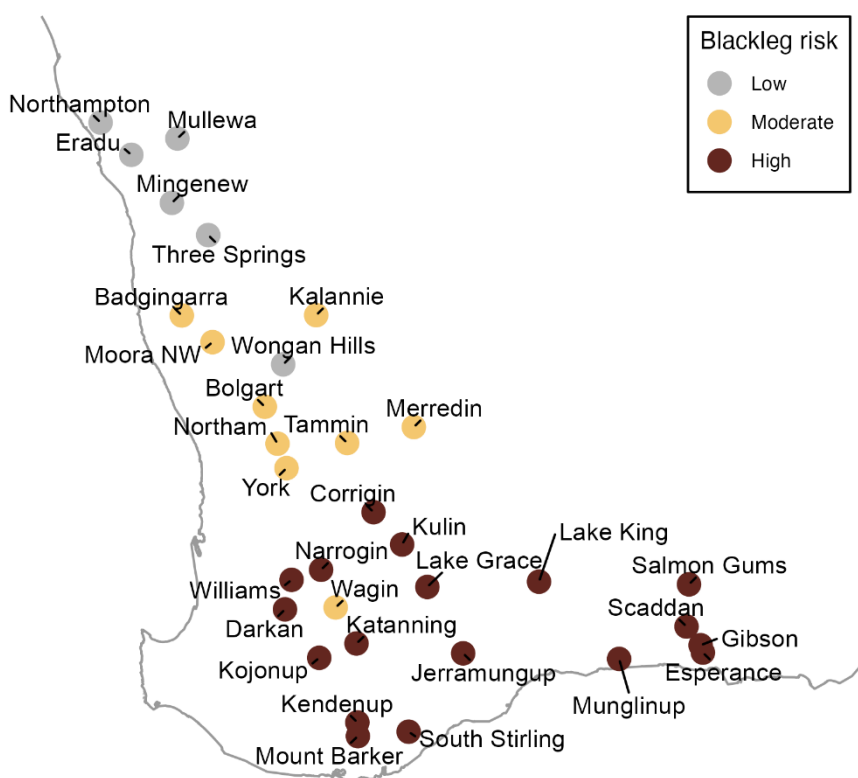 Blackleg risk
Low
Moderate
High
Northampton
Mullewa
Eradu
Mingenew
Three Springs
Badgingarra
Kalannie
Moora NW
Wongan Hills
Bolgart
Merredin
Northam
Tammin
York
Corrigin
Kulin
Lake King
Narrogin
Lake Grace
Salmon Gums
Williams
Wagin
Scaddan
Darkan
Katanning
Gibson
Kojonup
Jerramungup
Esperance
Munglinup
Kendenup
South Stirling
Mount Barker